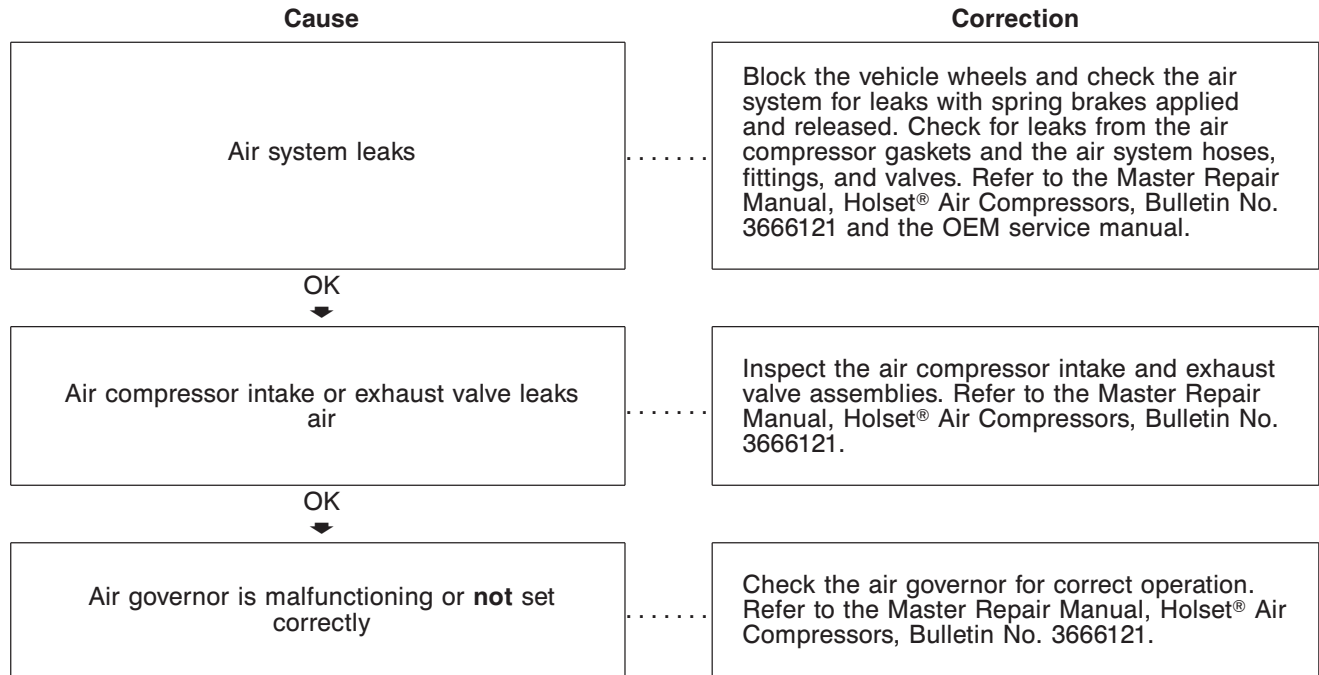 Cause
Correction
Air system leaks
. . . . . . .
Block the vehicle wheels and check the air
system for leaks with spring brakes applied
and released. Check for leaks from the air
compressor gaskets and the air system hoses,
fittings, and valves. Refer to the Master Repair
Manual, Holset® Air Compressors, Bulletin No.
3666121 and the OEM service manual.
OK
Air compressor intake or exhaust valve leaks
air
. . . . . . .
Inspect the air compressor intake and exhaust
valve assemblies. Refer to the Master Repair
Manual, Holset® Air Compressors, Bulletin No.
3666121.
OK
Air governor is malfunctioning or not set
correctly
. . . . . . .
Check the air governor for correct operation.
Refer to the Master Repair Manual, Holset® Air
Compressors, Bulletin No. 3666121.